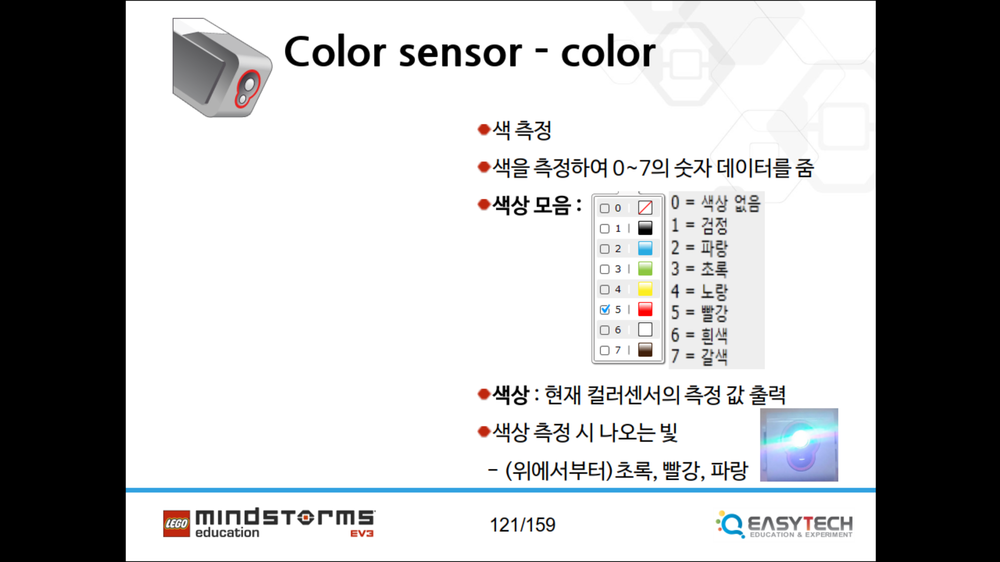 Color sensor - color
색 측정
색을 측정하여 0~7의 숫자 데이터를 줌
색상 모음 :
0
1
2
3
4
5
6
7
0 = 색상 없음
1 = 검정
2 = 파랑
3 = 초록
4 = 노랑
5 = 빨강
6 = 흰색
7 = 갈색
색상 : 현재 컬러센서의 측정 값 출력
색상 측정 시 나오는 빛
- (위에서부터) 초록, 빨강, 파랑
LEGO mindstorms
education EV3
121/159
EASYTECH
EDUCATION & EXPERIMENT